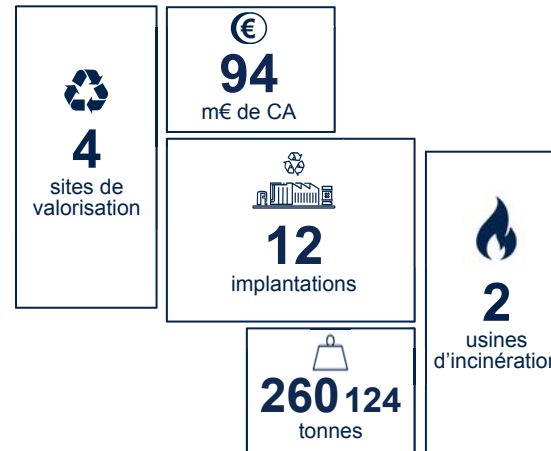 4
sites de
valorisation
94
m€ de CA
12
implantations
260 124
tonnes
2
usines
d'incinération